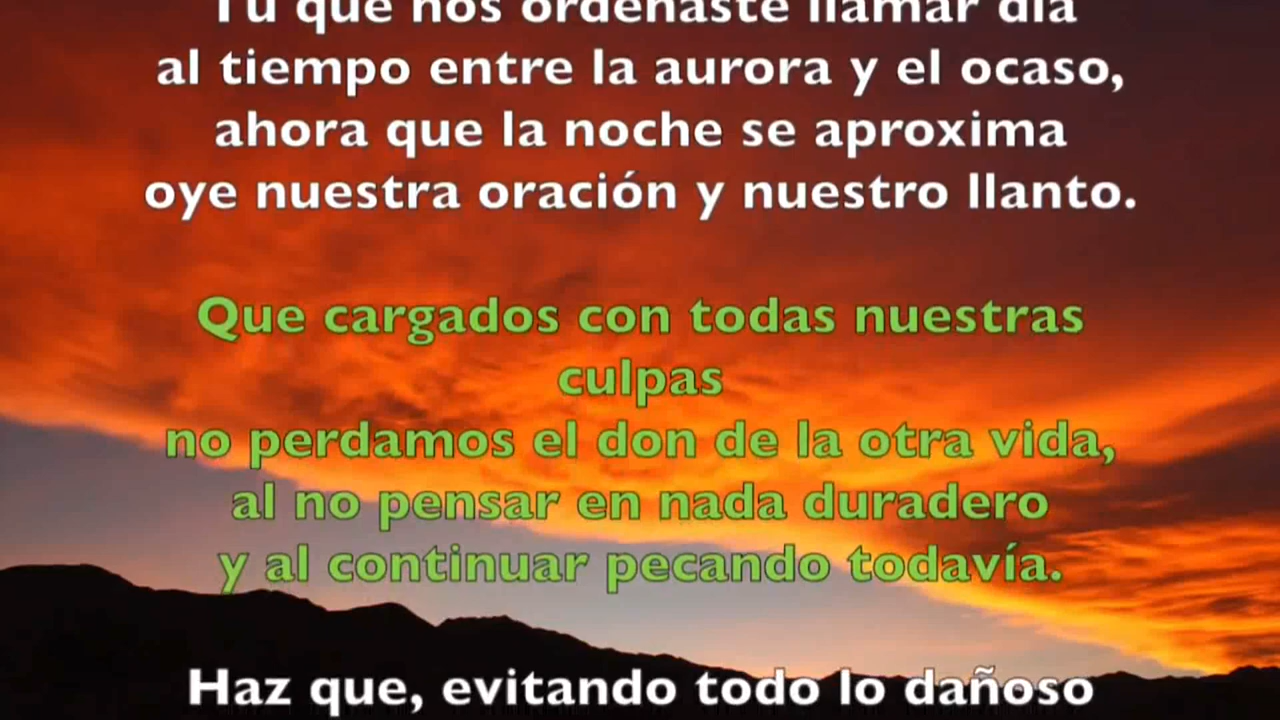 Tú que nos ordenaste llamar día
al tiempo entre la aurora y el ocaso,
ahora que la noche se aproxima
oye nuestra oración y nuestro llanto.
Que cargados con todas nuestras
culpas
no perdamos el don de la otra vida,
al no pensar en nada duradero
y al continuar pecando todavía.
Haz que, evitando todo lo dañoso